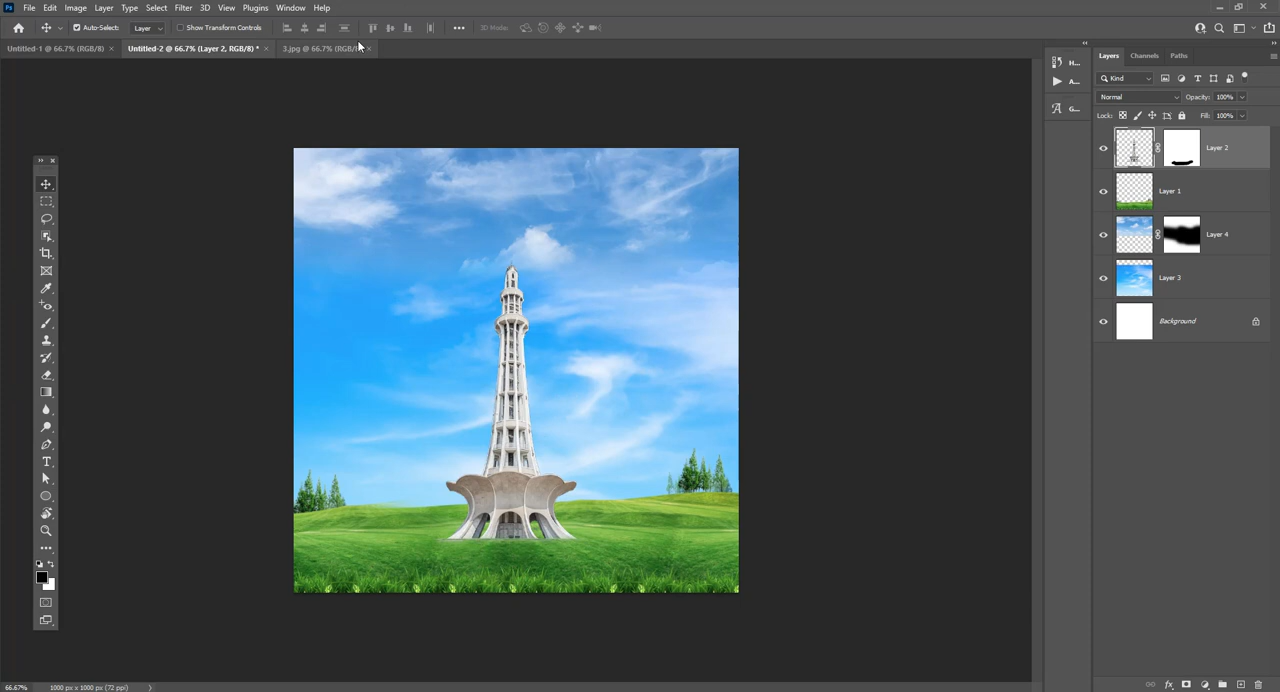 Ps File Edit Image Layer Type Select Filter 3D View Plugins Window Help
Auto-Select: Layer Show Transform Controls 3D Mode:
Untitled-1 @ 66.7% (RGB/8) × Untitled-2 @ 66.7% (Layer 2, RGB/8) * × 3.jpg @ 66.7% (RGB/ ×
H...
A...
G...
Layers Channels Paths
Kind
Normal Opacity: 100%
Lock: Fill: 100%
Layer 2
Layer 1
Layer 4
Layer 3
Background
66.67% 1000 px x 1000 px (72 ppi)